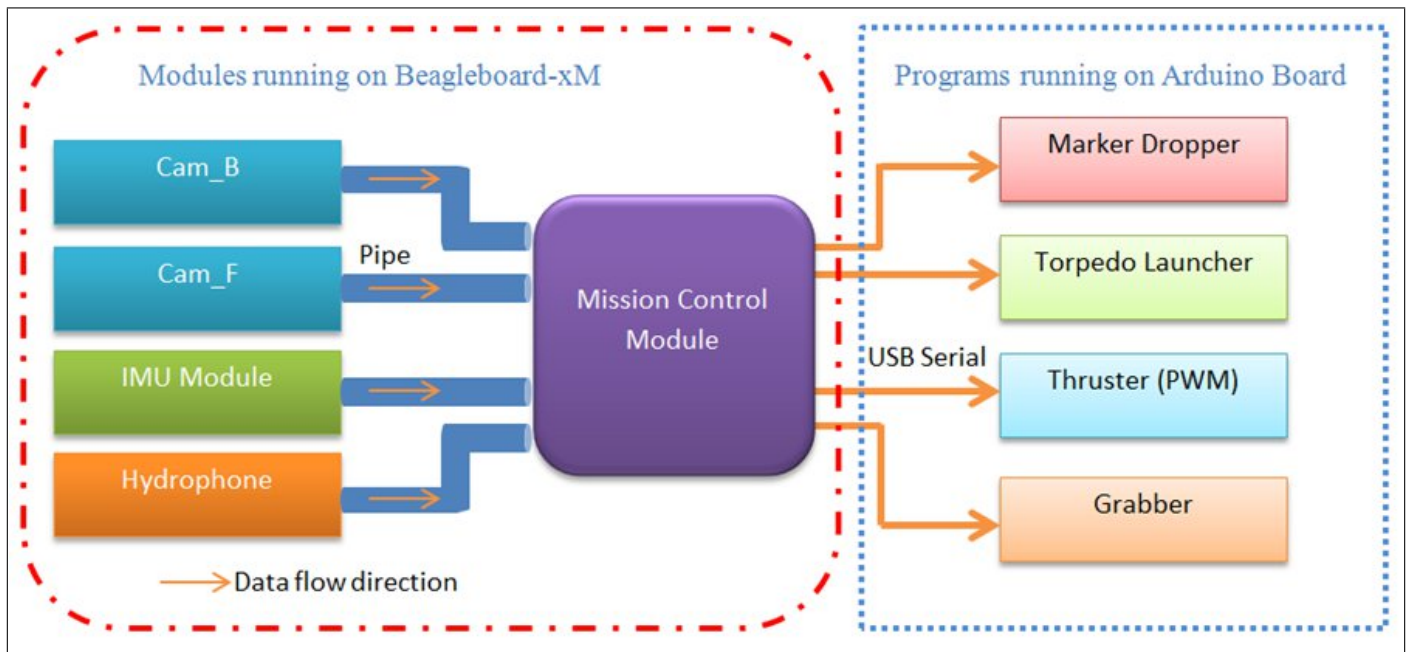 Modules running on Beagleboard-xM
Cam_B
Pipe
Cam_F
IMU Module
Hydrophone
Data flow direction
Mission Control
Module
USB Serial
Programs running on Arduino Board
Marker Dropper
Torpedo Launcher
Thruster (PWM)
Grabber